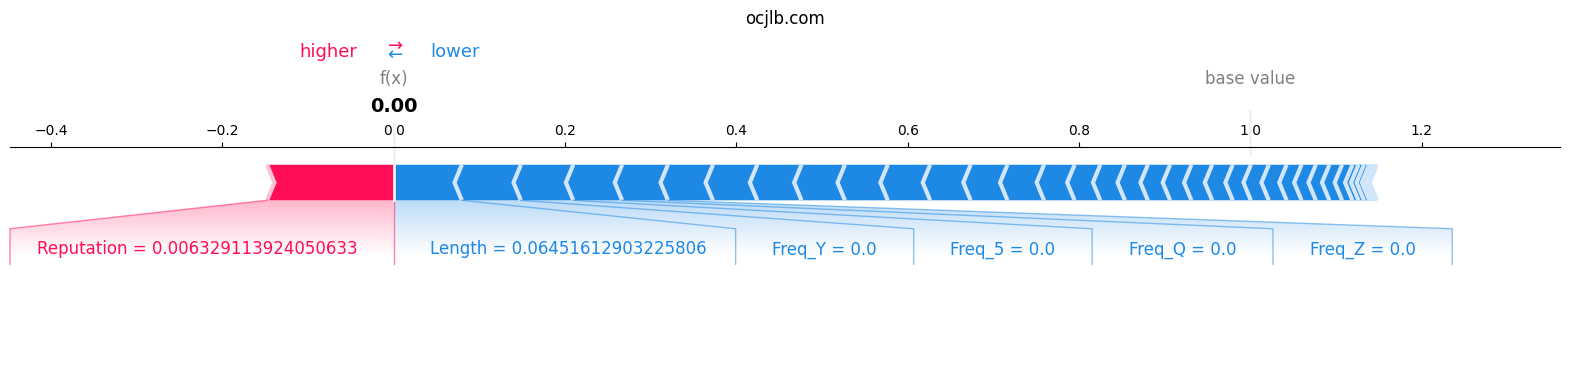 ocjlb.com
higher ⇄ lower
f(x) base value
0.00
−0.4 −0.2 0.0 0.2 0.4 0.6 0.8 1.0 1.2
Reputation = 0.006329113924050633 Length = 0.06451612903225806 Freq_Y = 0.0 Freq_5 = 0.0 Freq_Q = 0.0 Freq_Z = 0.0